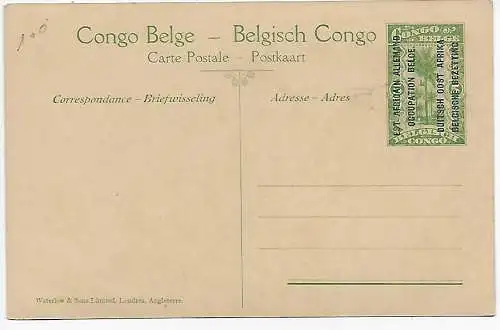 1 0 0
Congo Belge – Belgisch Congo
Carte Postale – Postkaart
Correspondance – Briefwisseling
Adresse – Adres
CONGO
BELGE
EST AFRICAIN ALLEMAND
OCCUPATION BELGE.
DUITSCH OOST AFRIKA
BELGISCHE BEZETTING.
BELGISCH
CONGO
Waterlow & Sons Limited, Londres, Angleterre.